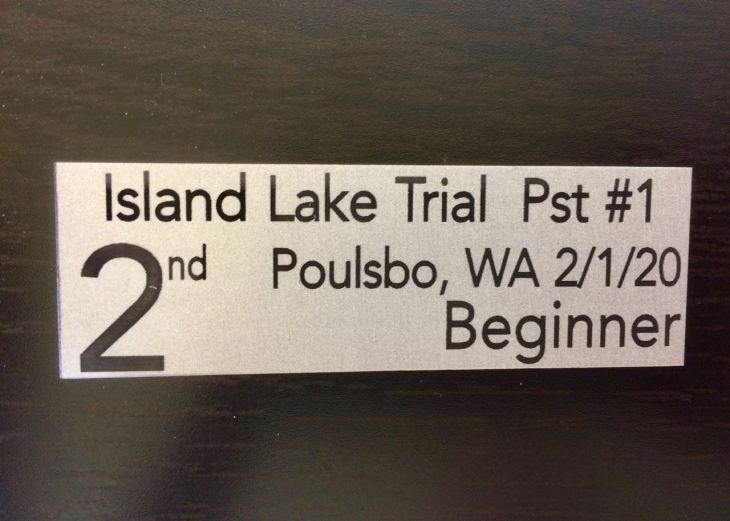 Island Lake Trial Pst #1
2nd Poulsbo, WA 2/1/20
Beginner